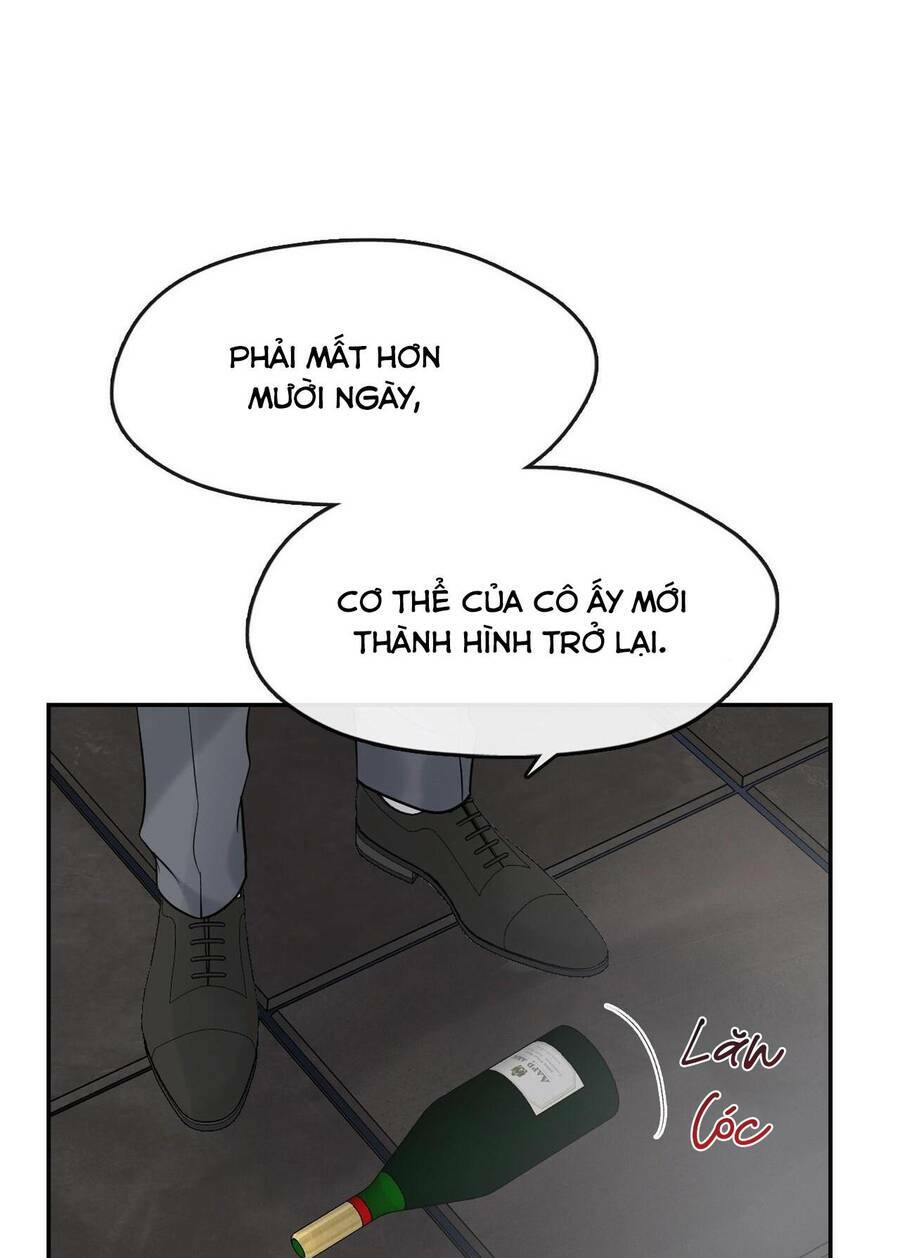 PHẢI MẤT HƠN
MƯỜI NGÀY,
CƠ THỂ CỦA CÔ ẤY MỚI
THÀNH HÌNH TRỞ LẠI.
Lăn
lóc